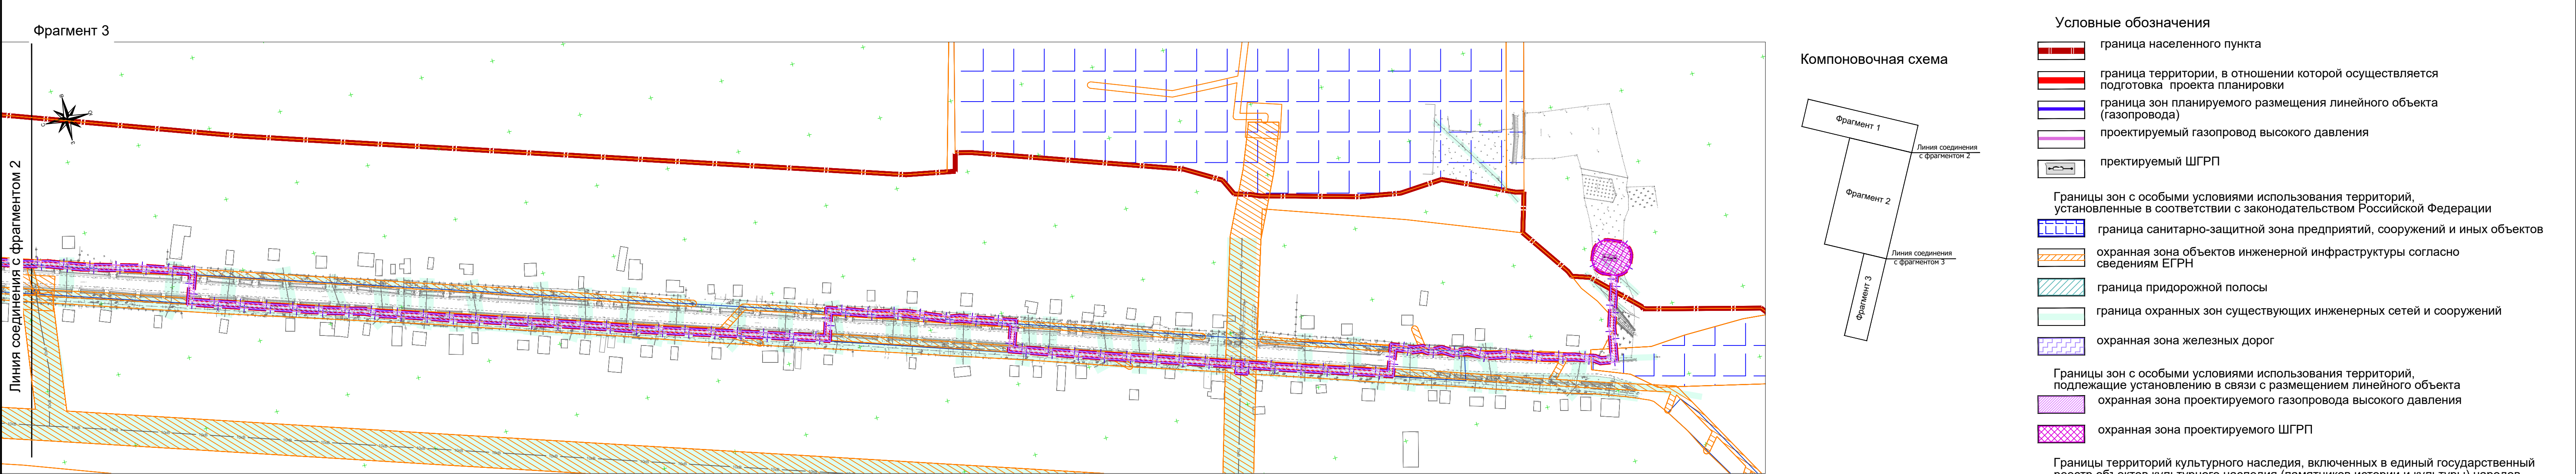 Фрагмент 3
Линия соединения с фрагментом 2
Компоновочная схема
Фрагмент 1
Линия соединения
с фрагментом 2
Фрагмент 2
Линия соединения
с фрагментом 3
Фрагмент 3
Условные обозначения
граница населенного пункта
граница территории, в отношении которой осуществляется
подготовка проекта планировки
граница зон планируемого размещения линейного объекта
(газопровода)
проектируемый газопровод высокого давления
пректируемый ШГРП
Границы зон с особыми условиями использования территорий,
установленные в соответствии с законодательством Российской Федерации
граница санитарно-защитной зона предприятий, сооружений и иных объектов
охранная зона объектов инженерной инфраструктуры согласно
сведениям ЕГРН
граница придорожной полосы
граница охранных зон существующих инженерных сетей и сооружений
охранная зона железных дорог
Границы зон с особыми условиями использования территорий,
подлежащие установлению в связи с размещением линейного объекта
охранная зона проектируемого газопровода высокого давления
охранная зона проектируемого ШГРП
Границы территорий культурного наследия, включенных в единый государственный